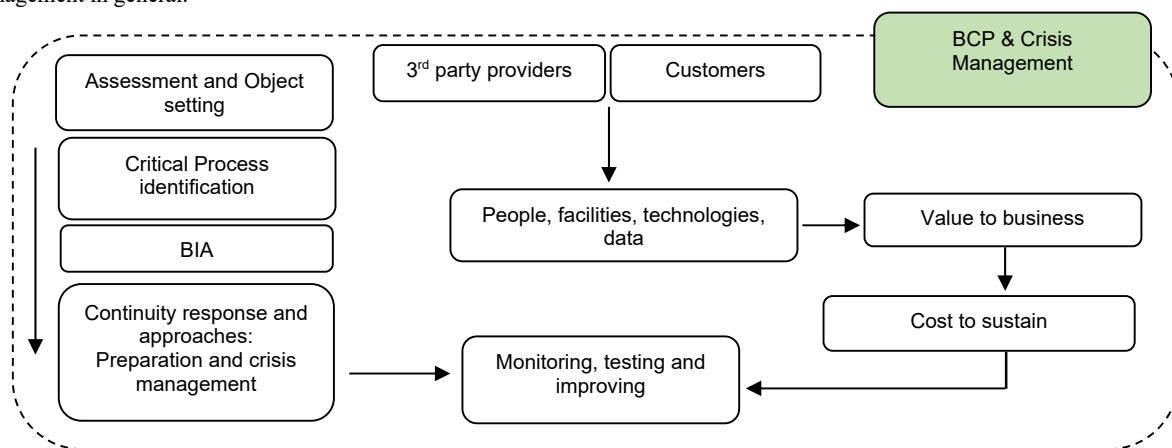 BCP & Crisis
Management
Assessment and Object
setting
3rd party providers
Customers
Critical Process
identification
People, facilities, technologies,
data
Value to business
BIA
Continuity response and
approaches:
Preparation and crisis
management
Cost to sustain
Monitoring, testing and
improving